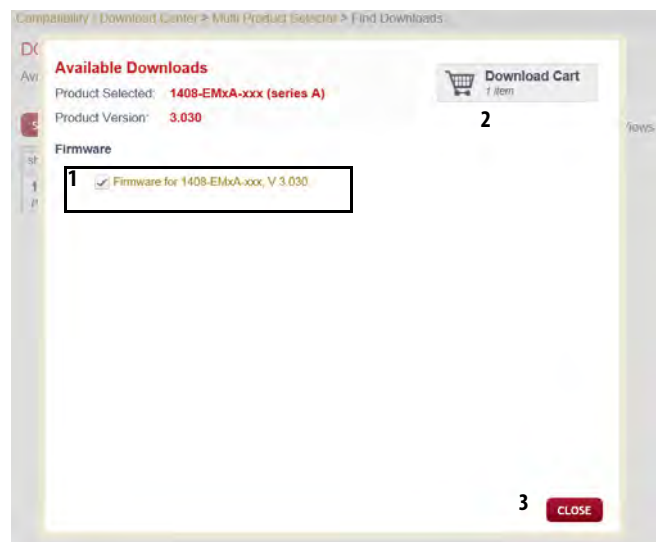 Compatibility / Download Center > Multi Product Selector > Find Downloads
Available Downloads
Product Selected: 1408-EMxA-xxx (series A)
Product Version: 3.030
Download Cart
1 item
2
Firmware
1
Firmware for 1408-EMxA-xxx, V 3.030
3
CLOSE